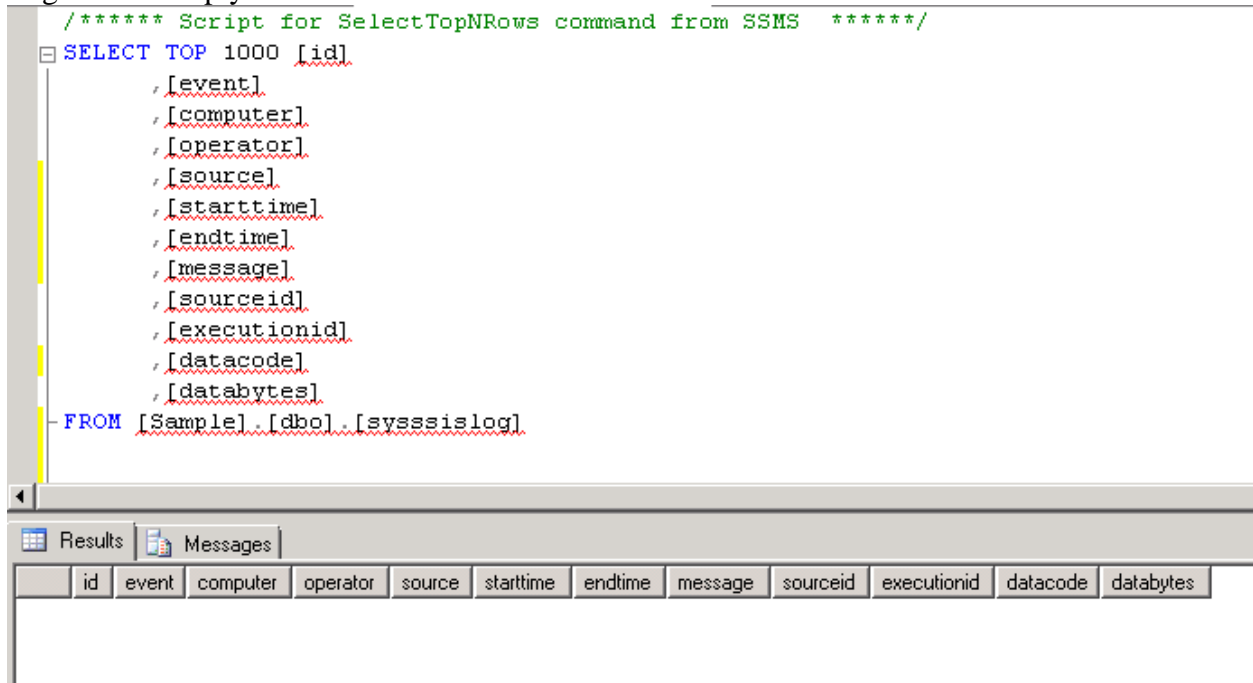 /****** Script for SelectTopNRows command from SSMS  ******/
SELECT TOP 1000 [id]
,[event]
,[computer]
,[operator]
,[source]
,[starttime]
,[endtime]
,[message]
,[sourceid]
,[executionid]
,[datacode]
,[databytes]
FROM [Sample].[dbo].[sysssislog]
Results Messages
id event computer operator source starttime endtime message sourceid executionid datacode databytes